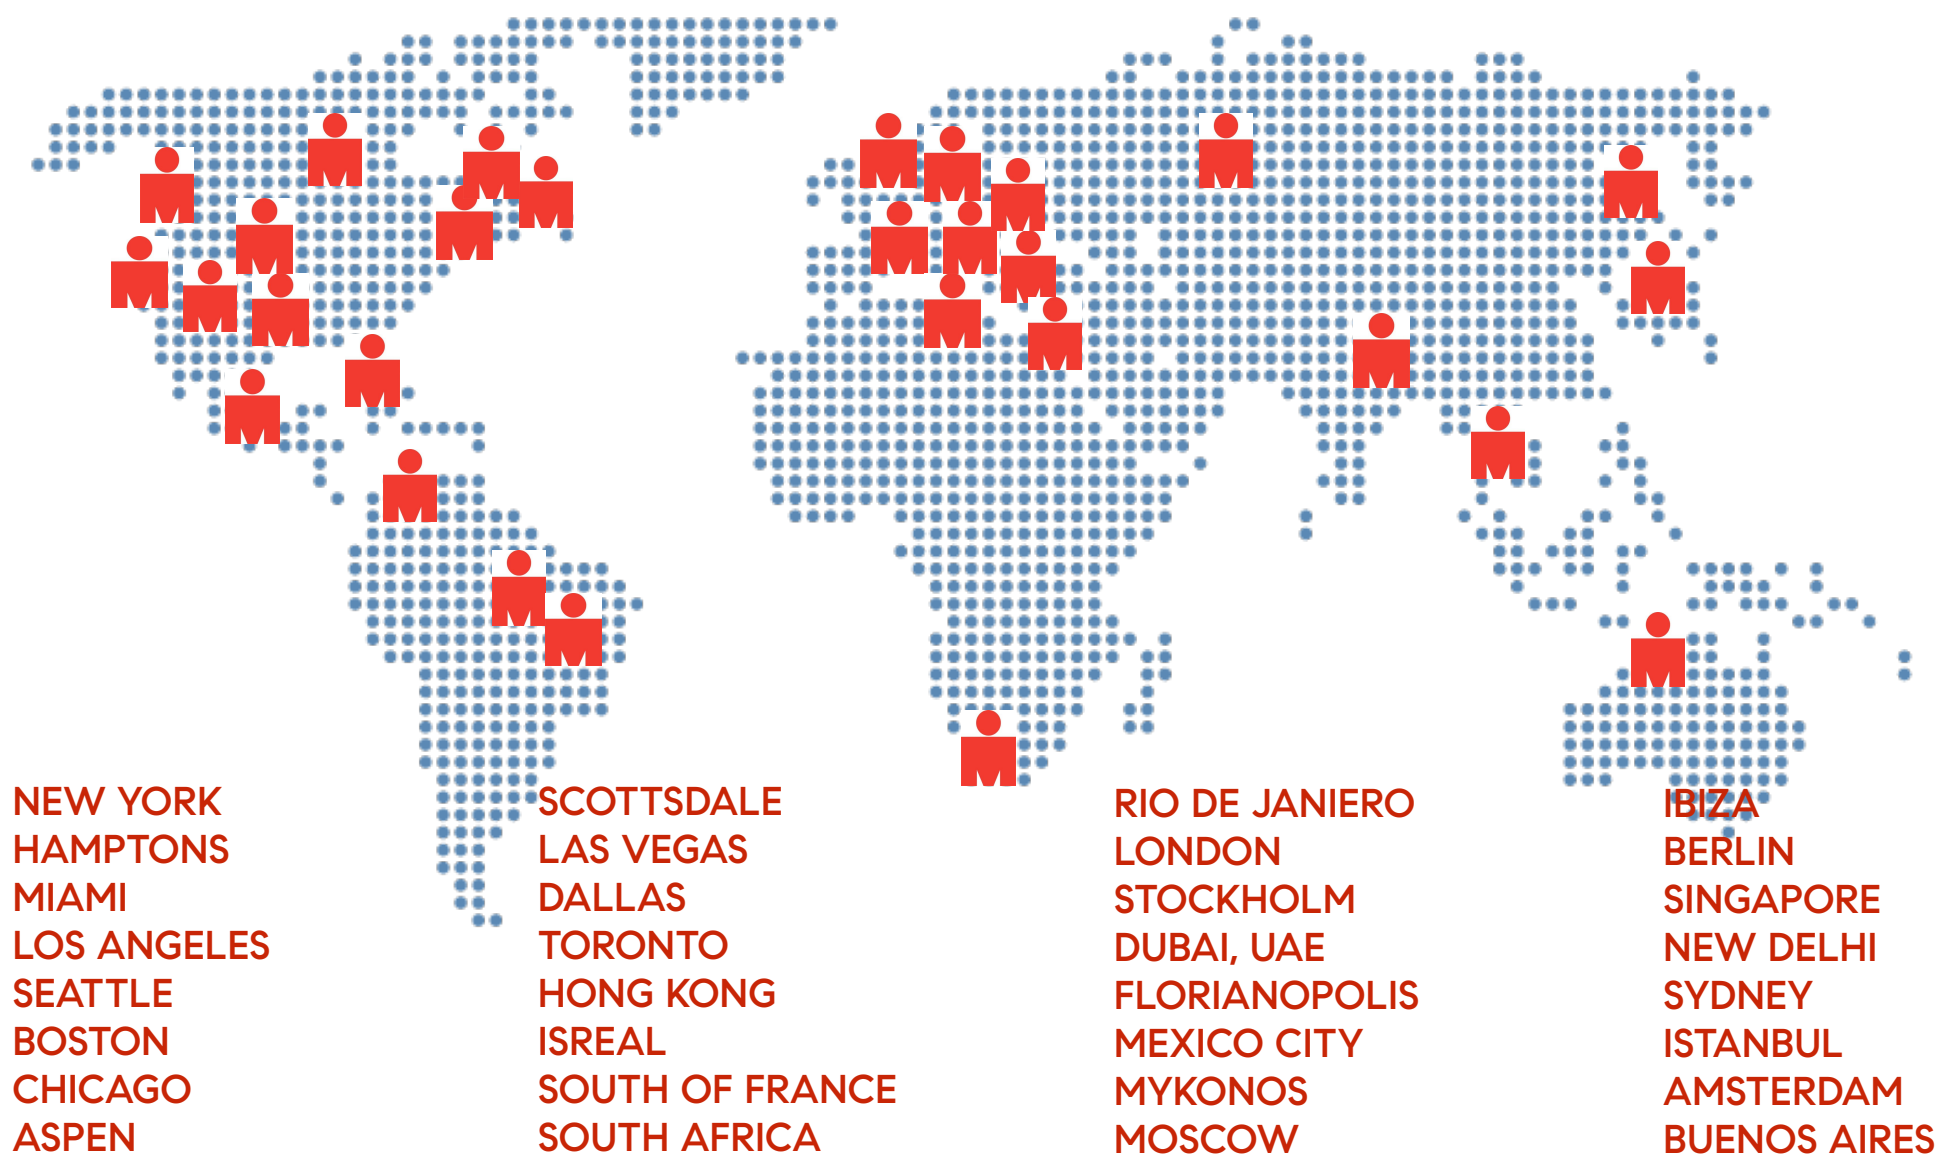 NEW YORK
HAMPTONS
MIAMI
LOS ANGELES
SEATTLE
BOSTON
CHICAGO
ASPEN
SCOTTSDALE
LAS VEGAS
DALLAS
TORONTO
HONG KONG
ISREAL
SOUTH OF FRANCE
SOUTH AFRICA
RIO DE JANIERO
LONDON
STOCKHOLM
DUBAI, UAE
FLORIANOPOLIS
MEXICO CITY
MYKONOS
MOSCOW
IBIZA
BERLIN
SINGAPORE
NEW DELHI
SYDNEY
ISTANBUL
AMSTERDAM
BUENOS AIRES